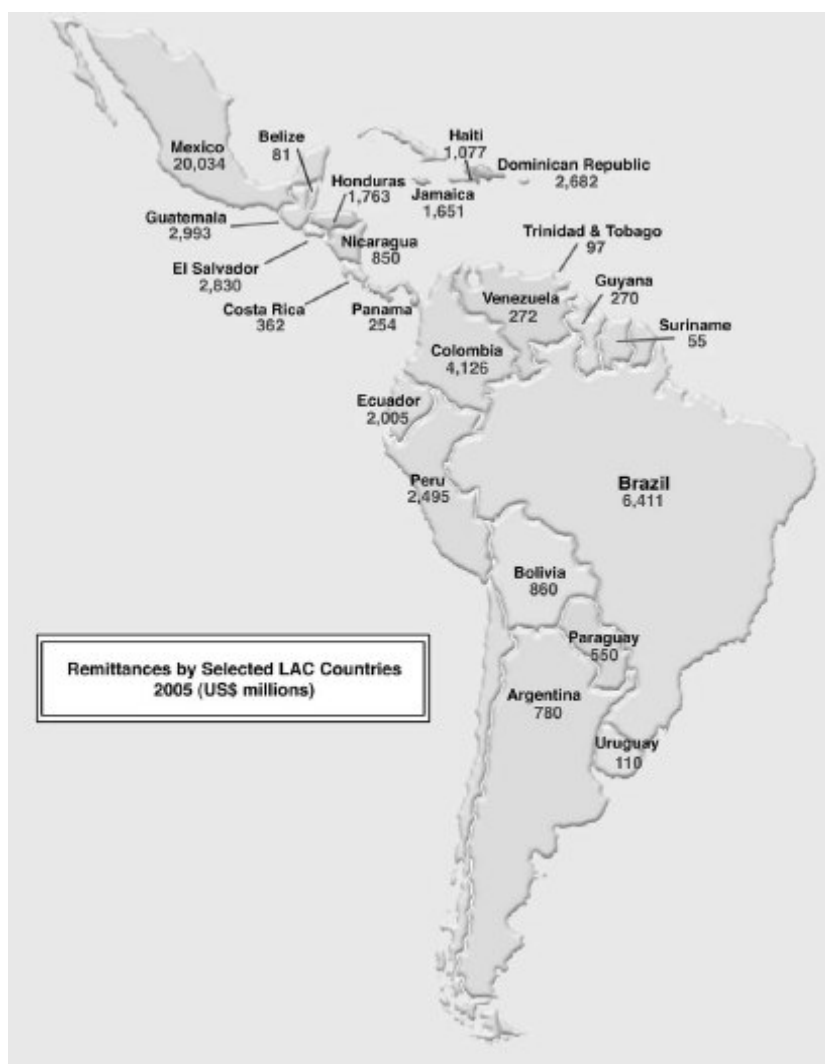 Mexico
20,034
Belize
81
Haiti
1,077
Dominican Republic
2,682
Honduras
1,763
Jamaica
1,651
Guatemala
2,993
Nicaragua
850
Trinidad & Tobago
97
El Salvador
2,830
Guyana
270
Costa Rica
362
Panama
254
Venezuela
272
Suriname
55
Colombia
4,126
Ecuador
2,005
Peru
2,495
Brazil
6,411
Bolivia
860
Paraguay
550
Remittances by Selected LAC Countries
2005 (US$ millions)
Argentina
780
Uruguay
110